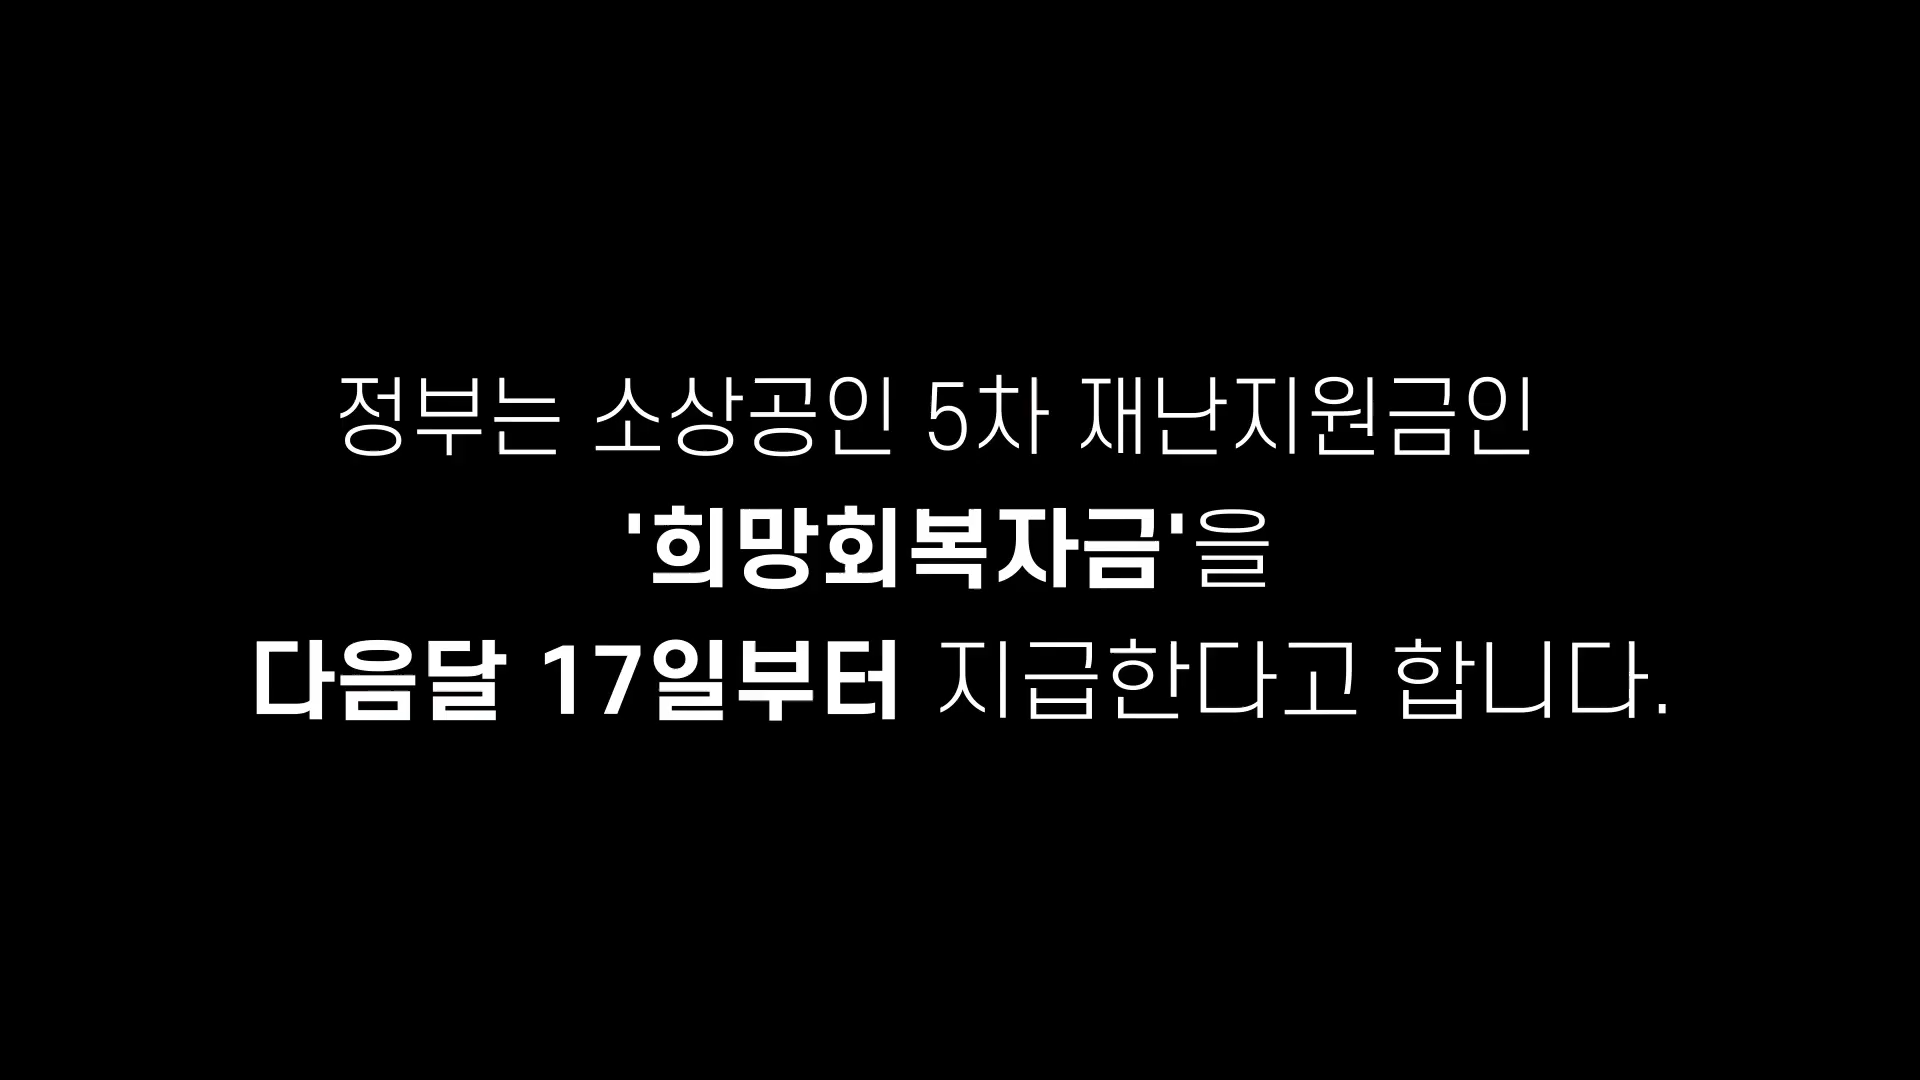 정부는 소상공인 5차 재난지원금인
'희망회복자금'을
다음달 17일부터 지급한다고 합니다.